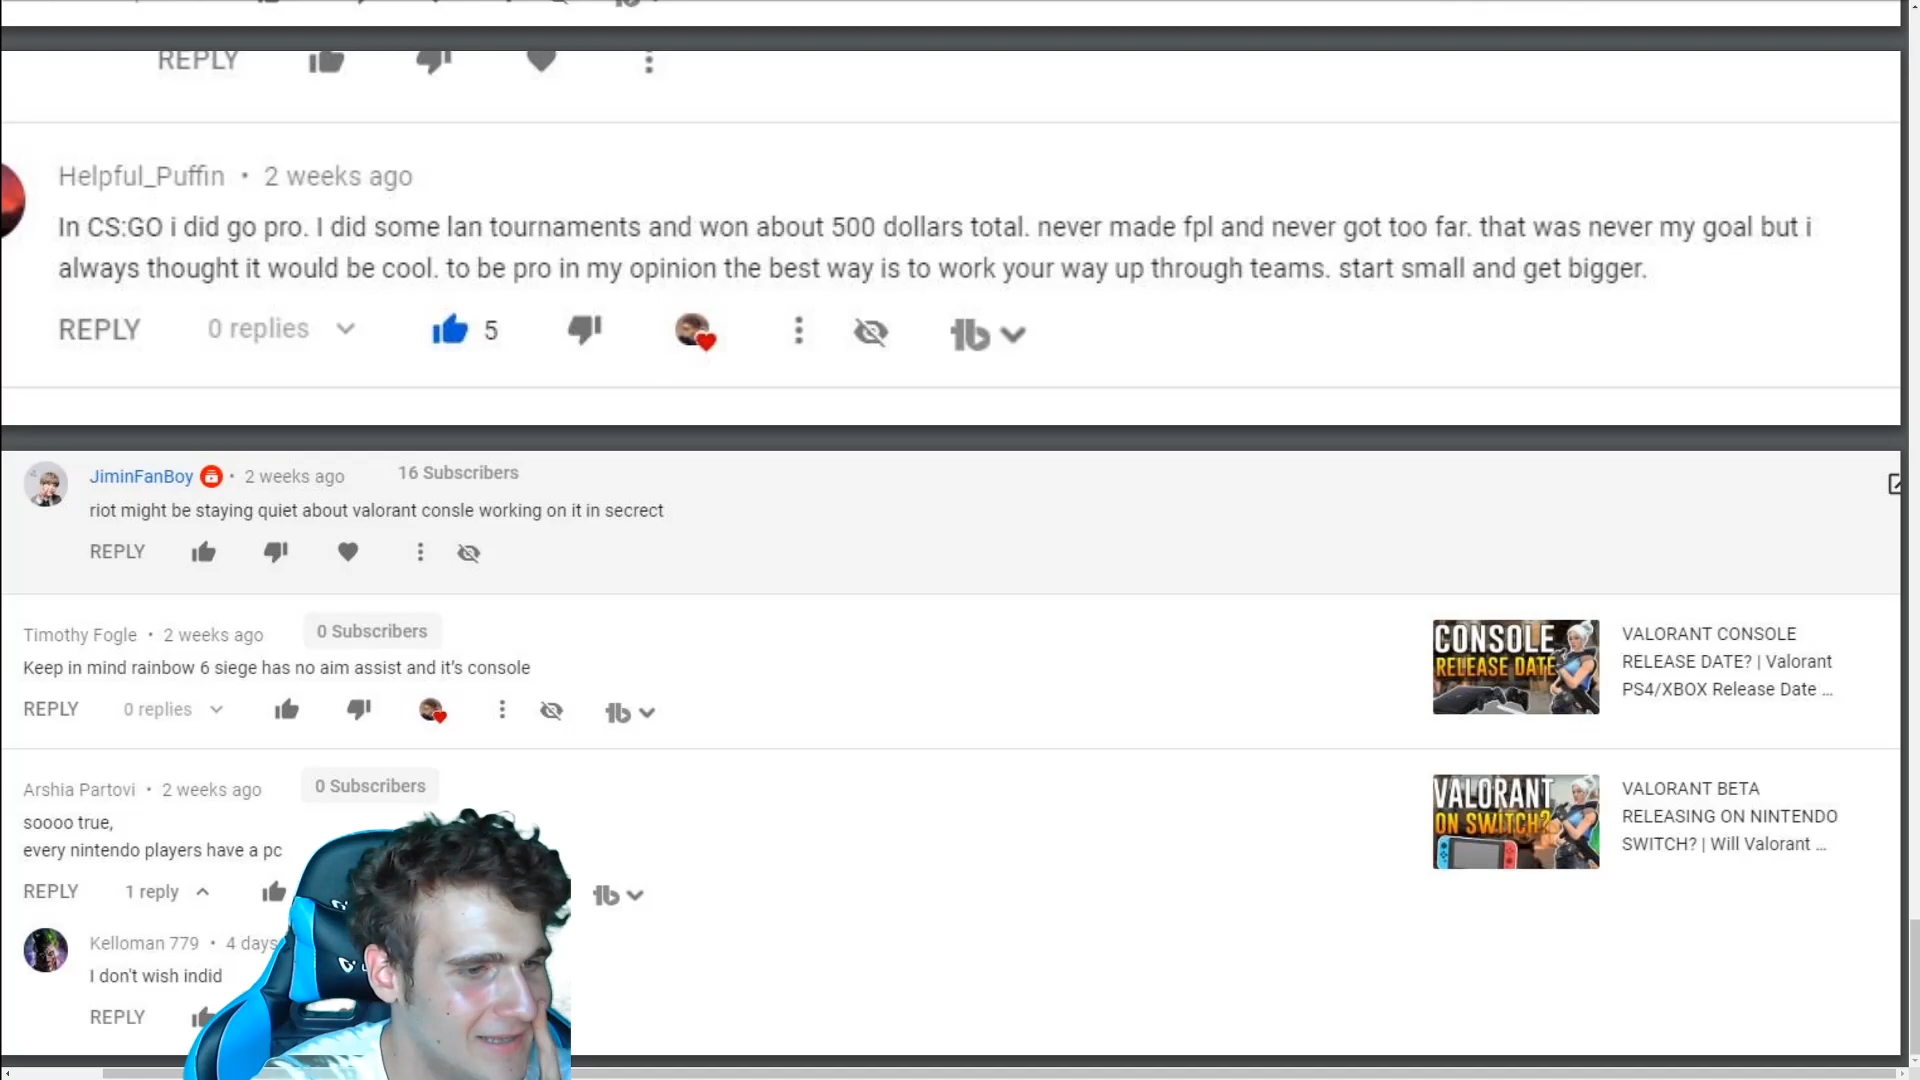 REPLY
Helpful_Puffin • 2 weeks ago
In CS:GO i did go pro. I did some lan tournaments and won about 500 dollars total. never made fpl and never got too far. that was never my goal but i
always thought it would be cool. to be pro in my opinion the best way is to work your way up through teams. start small and get bigger.
REPLY 0 replies 5
JiminFanBoy • 2 weeks ago 16 Subscribers
riot might be staying quiet about valorant consle working on it in secrect
REPLY
Timothy Fogle • 2 weeks ago 0 Subscribers
Keep in mind rainbow 6 siege has no aim assist and it's console
REPLY 0 replies
CONSOLE
RELEASE DATE
VALORANT CONSOLE
RELEASE DATE? | Valorant
PS4/XBOX Release Date ...
Arshia Partovi • 2 weeks ago 0 Subscribers
soooo true,
every nintendo players have a pc
REPLY 1 reply
VALORANT
ON SWITCH?
VALORANT BETA
RELEASING ON NINTENDO
SWITCH? | Will Valorant ...
Kelloman 779 • 4 days
I don't wish indid
REPLY